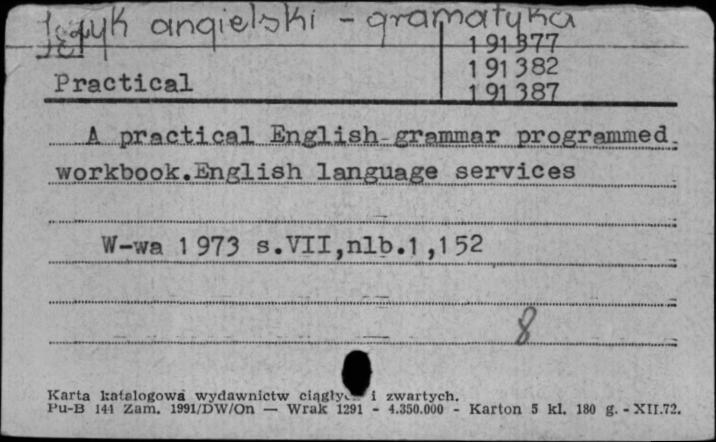 Język angielski - gramatyka
191377
191382
Practical
191387
A practical English grammar programmed
workbook.English language services
W-wa 1973 s.VII,nlb.1,152
8
Karta katalogowa wydawnictw ciągłych i zwartych.
Pu-B 144 Zam. 1991/DW/On — Wrak 1291 - 4.350.000 - Karton 5 kl. 180 g. - XII.72.